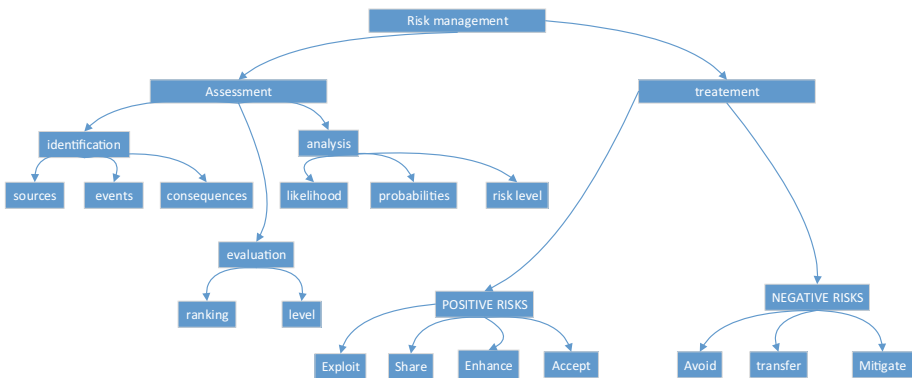 Risk management
Assessment
treatement
identification
analysis
sources
events
consequences
likelihood
probabilities
risk level
evaluation
ranking
level
POSITIVE RISKS
NEGATIVE RISKS
Exploit
Share
Enhance
Accept
Avoid
transfer
Mitigate